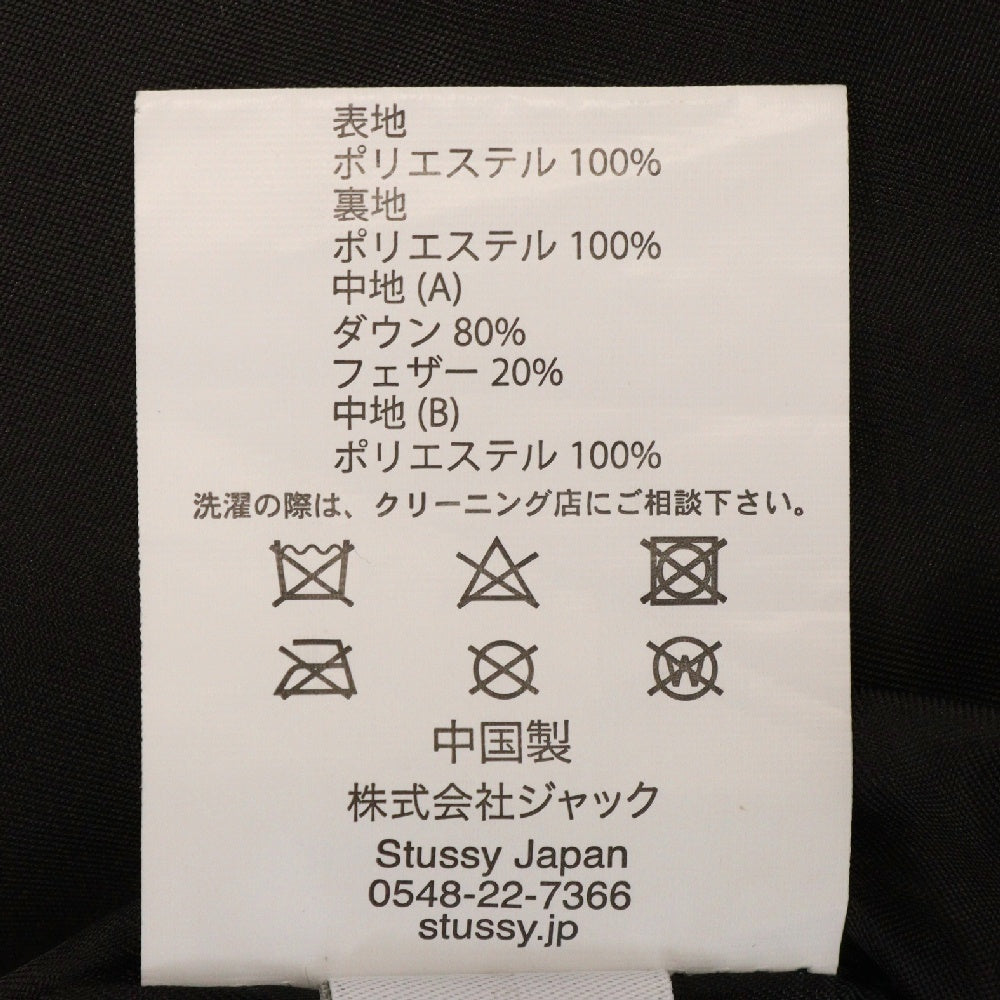 表地
ポリエステル 100%
裏地
ポリエステル 100%
中地 (A)
ダウン 80%
フェザー 20%
中地 (B)
ポリエステル 100%
洗濯の際は、クリーニング店にご相談下さい。
W
中国製
株式会社ジャック
Stussy Japan
0548-22-7366
stussy.jp